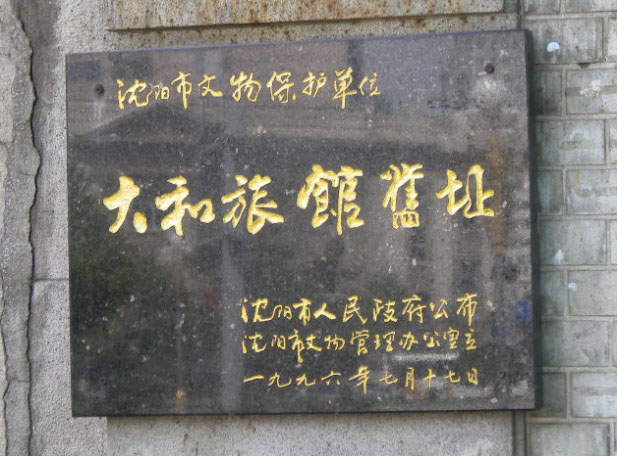 沈阳市文物保护单位
大和旅館舊址
沈阳市人民政府公布
沈阳市文物管理办公室立
一九九六年七月十七日